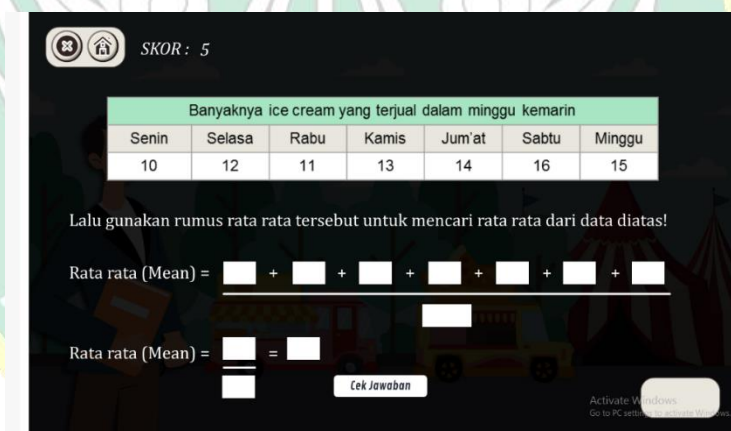 SKOR : 5
Banyaknya ice cream yang terjual dalam minggu kemarin
Senin Selasa Rabu Kamis Jum'at Sabtu Minggu
10 12 11 13 14 16 15
Lalu gunakan rumus rata rata tersebut untuk mencari rata rata dari data diatas!
Rata rata (Mean) = + + + + + +
Rata rata (Mean) = =
Cek Jawaban
Activate Windows
Go to PC settings to activate Windows.